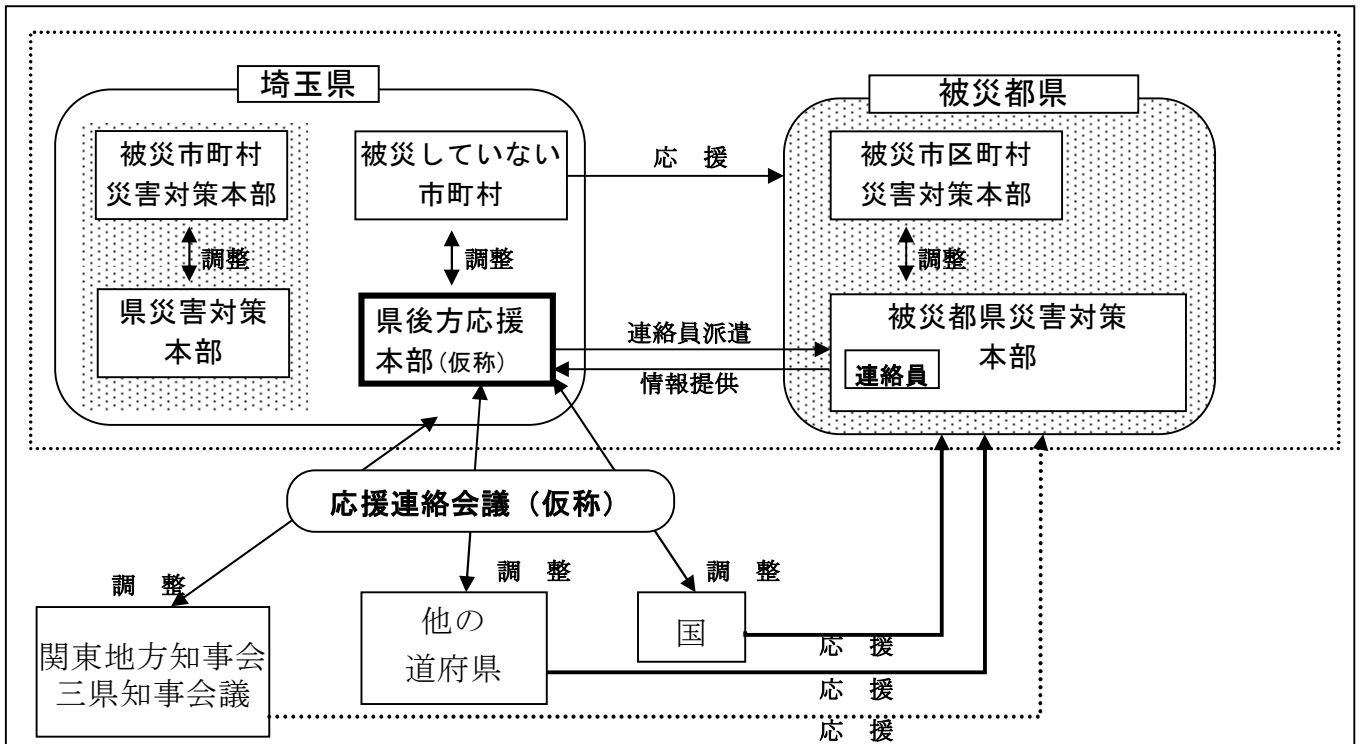 埼玉県
被災都県
被災市町村
災害対策本部
被災していない
市町村
応 援
被災市区町村
災害対策本部
調整
調整
調整
県災害対策
本部
県後方応援
本部(仮称)
連絡員派遣
情報提供
被災都県災害対策
本部
連絡員
応援連絡会議(仮称)
調 整
調 整
調 整
関東地方知事会
三県知事会議
他の
道府県
国
応 援
応 援
応 援